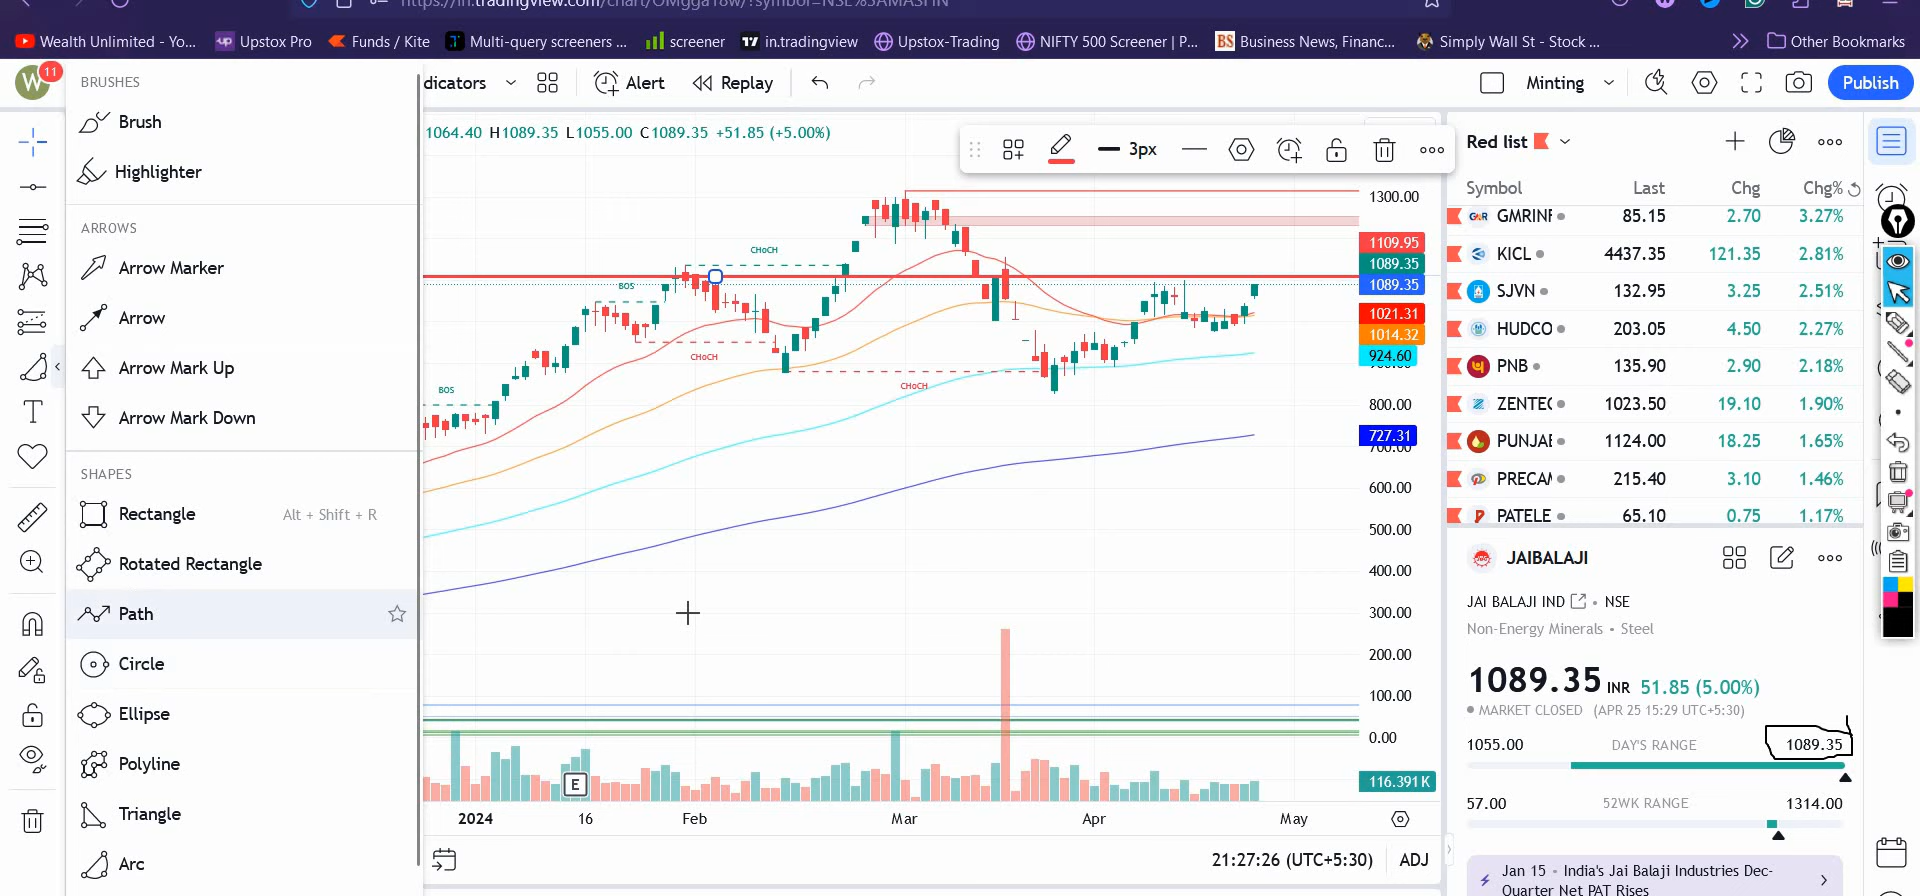 https://in.tradingview.com/chart/
Wealth Unlimited - Yo...
Upstox Pro
Funds / Kite
Multi-query screeners ...
screener
in.tradingview
Upstox-Trading
NIFTY 500 Screener | P...
BS Business News, Financ...
Simply Wall St - Stock ...
Other Bookmarks
W 11
BRUSHES
dicators
Alert
Replay
Minting
Publish
Brush
Highlighter
1064.40 H1089.35 L1055.00 C1089.35 +51.85 (+5.00%)
3px
Red list
Symbol Last Chg Chg%
ARROWS
Arrow Marker
Arrow
Arrow Mark Up
Arrow Mark Down
SHAPES
Rectangle Alt + Shift + R
Rotated Rectangle
Path
Circle
Ellipse
Polyline
Triangle
Arc
CHoCH
BOS
CHoCH
BOS
CHoCH
E
1300.00
1109.95
1089.35
1089.35
1021.31
1014.32
924.60
800.00
727.31
700.00
600.00
500.00
400.00
300.00
200.00
100.00
0.00
116.391K
2024 16 Feb Mar Apr May
21:27:26 (UTC+5:30) ADJ
85.15 2.70 3.27%
KICL 4437.35 121.35 2.81%
SJVN 132.95 3.25 2.51%
HUDCO 203.05 4.50 2.27%
PNB 135.90 2.90 2.18%
ZENTEC 1023.50 19.10 1.90%
1124.00 18.25 1.65%
215.40 3.10 1.46%
PATELE 65.10 0.75 1.17%
JAIBALAJI
JAI BALAJI IND • NSE
Non-Energy Minerals • Steel
1089.35 INR 51.85 (5.00%)
MARKET CLOSED (APR 25 15:29 UTC+5:30)
1055.00 DAY'S RANGE 1089.35
57.00 52WK RANGE 1314.00
Jan 15 • India's Jai Balaji Industries Dec-
Quarter Net PAT Rises